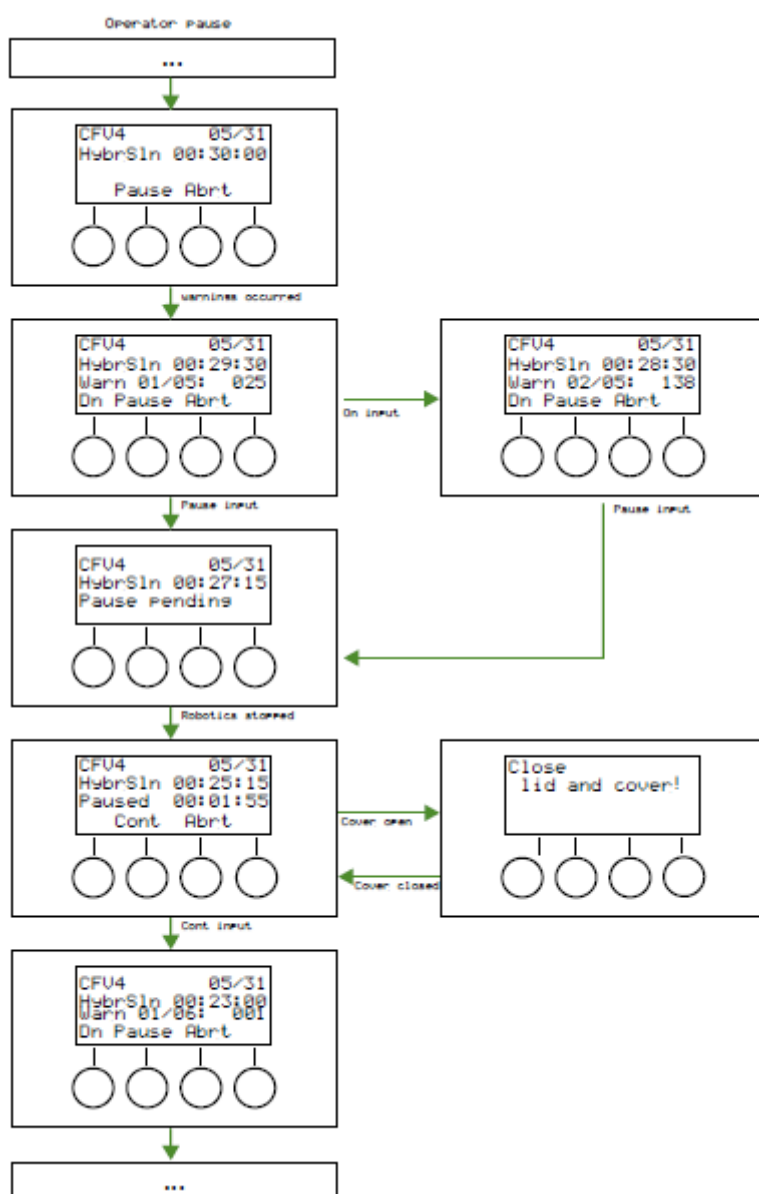 Operator pause
...
CFV4 05/31
HybrSln 00:30:00
Pause Abrt
warnings occurred
CFV4 05/31
HybrSln 00:29:30
Warn 01/05: 025
Dn Pause Abrt
Dn input
CFV4 05/31
HybrSln 00:28:30
Warn 02/05: 138
Dn Pause Abrt
Pause input
Pause input
CFV4 05/31
HybrSln 00:27:15
Pause pending
Robotics stopped
CFV4 05/31
HybrSln 00:25:15
Paused 00:01:55
Cont Abrt
Cover open
Cover closed
Close
lid and cover!
Cont input
CFV4 05/31
HybrSln 00:23:00
Warn 01/06: 001
Dn Pause Abrt
...